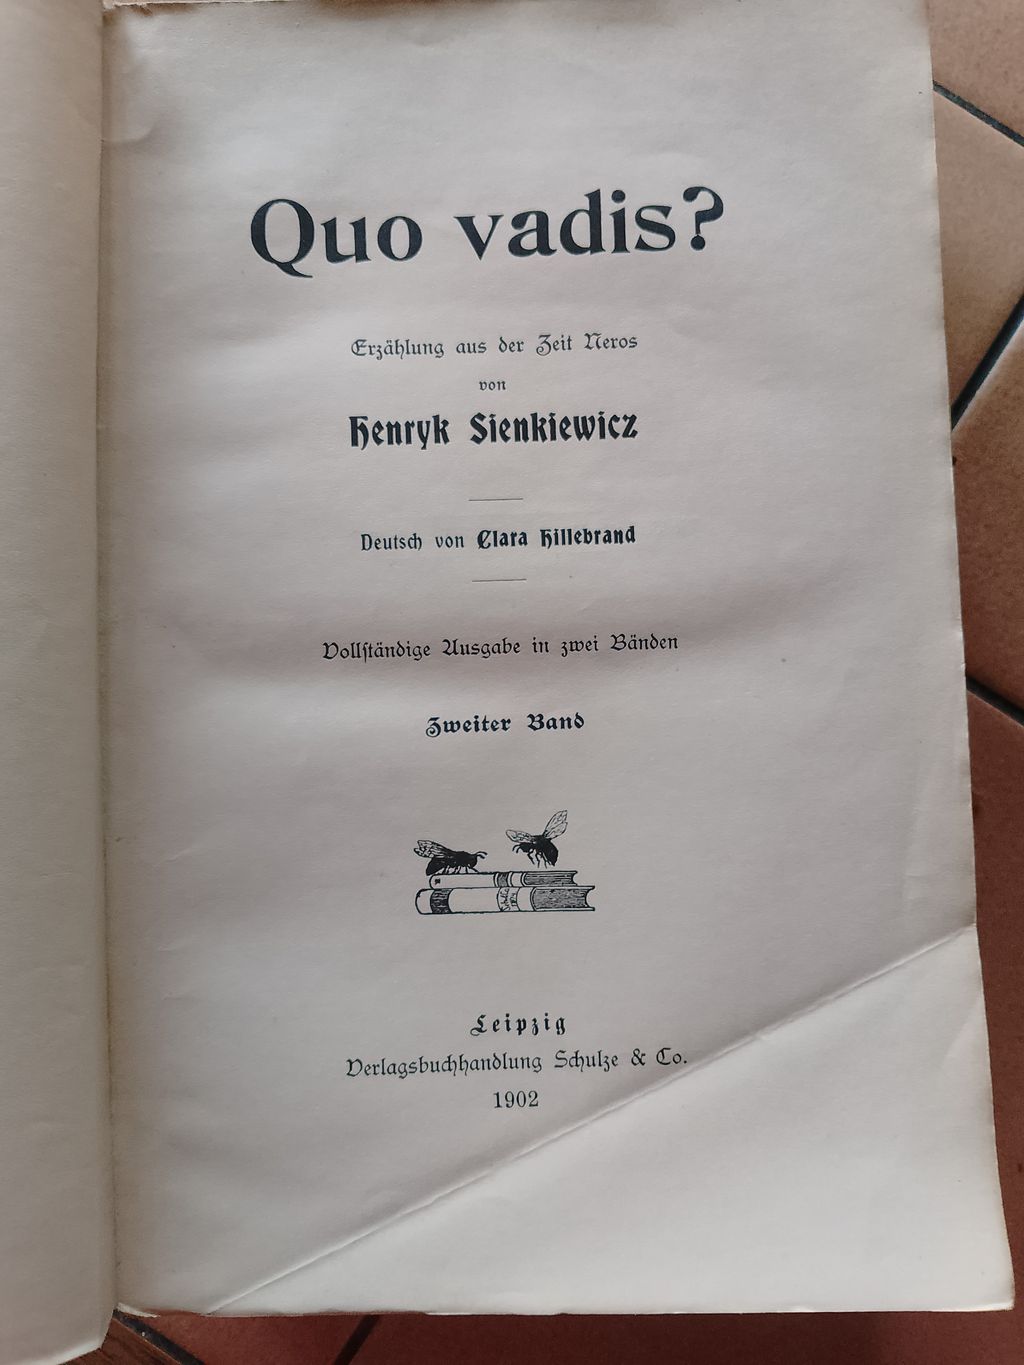 Quo vadis?
Erzählung aus der Zeit Neros
von
Henryk Sienkiewicz
Deutsch von Clara Hillebrand
Vollſtändige Ausgabe in zwei Bänden
Zweiter Band
Leipzig
Verlagsbuchhandlung Schulze & Co.
1902